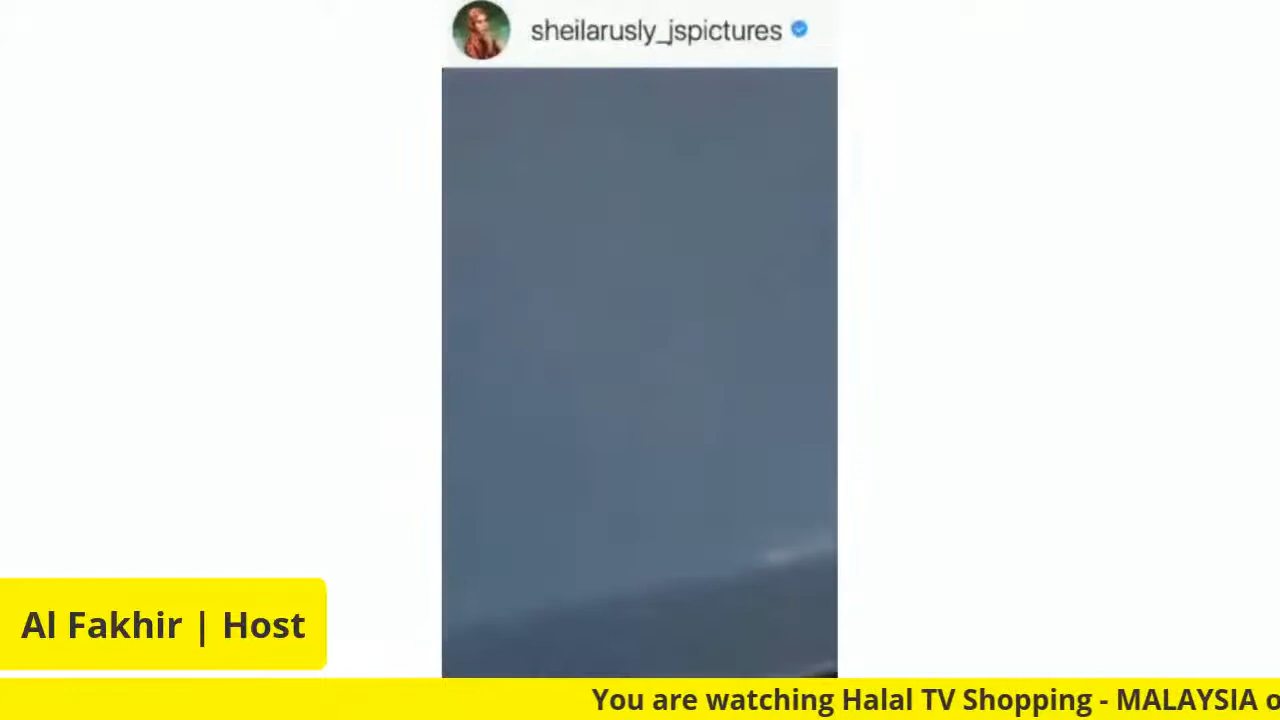 sheilarusly_jspictures
Al Fakhir | Host
You are watching Halal TV Shopping - MALAYSIA o